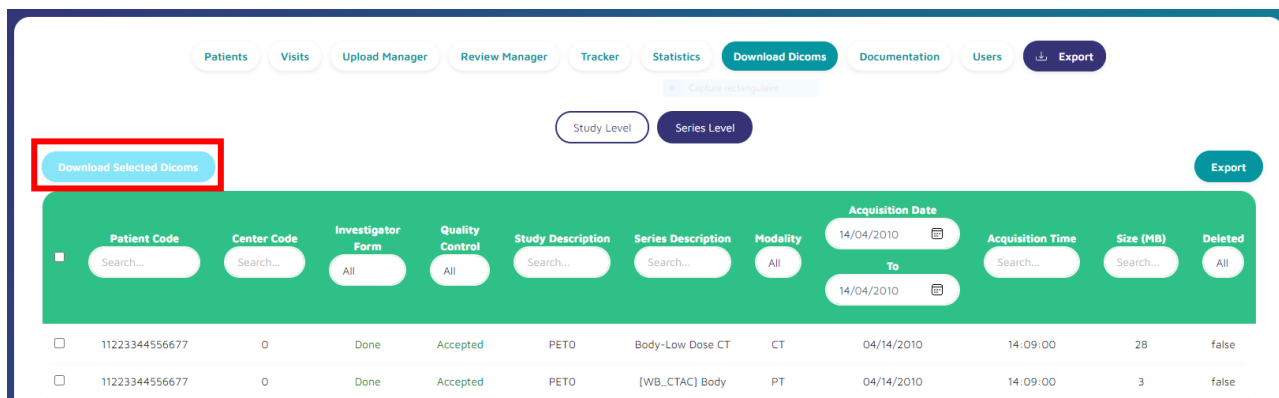 Patients Visits Upload Manager Review Manager Tracker Statistics Download Dicoms Documentation Users Export
Capture rectangulaire
Study Level Series Level
Download Selected Dicoms Export
Patient Code Center Code Investigator Form Quality Control Study Description Series Description Modality Acquisition Date Acquisition Time Size (MB) Deleted
Search... Search... All All Search... Search... All 14/04/2010 To 14/04/2010 Search... Search... All
11223344556677 0 Done Accepted PET0 Body-Low Dose CT CT 04/14/2010 14:09:00 28 false
11223344556677 0 Done Accepted PET0 [WB_CTAC] Body PT 04/14/2010 14:09:00 3 false